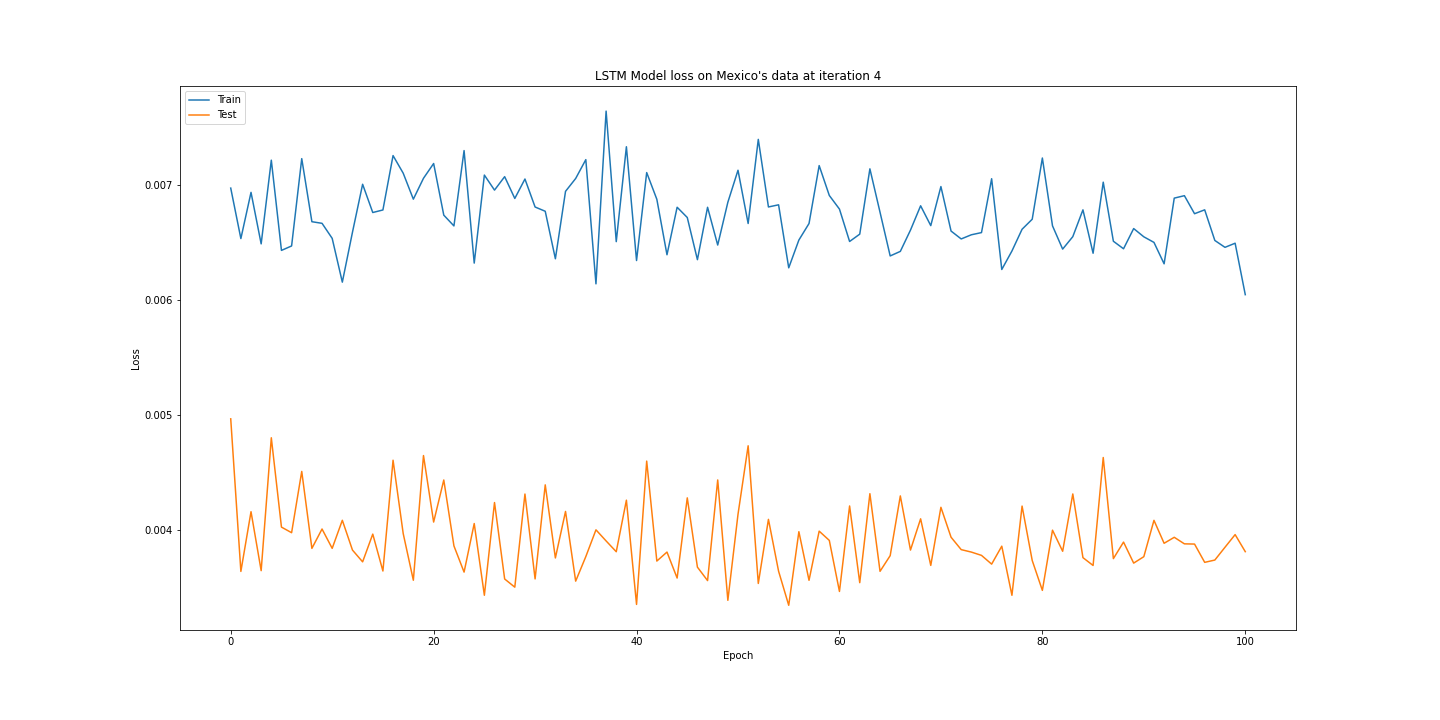 LSTM Model loss on Mexico's data at iteration 4
Train
Test
0.007
0.006
0.005
0.004
Loss
0 20 40 60 80 100
Epoch